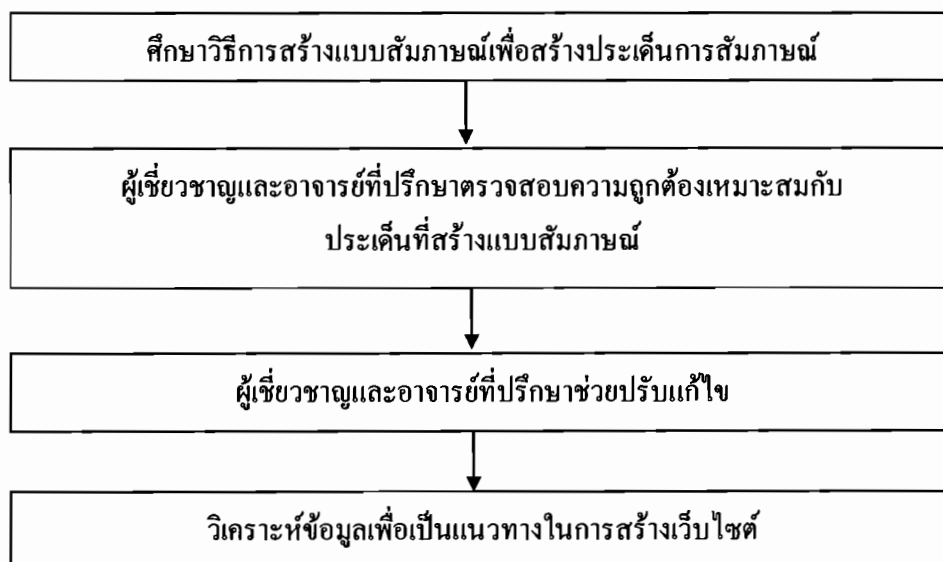 ศึกษาวิธีการสร้างแบบสัมภาษณ์เพื่อสร้างประเด็นการสัมภาษณ์
ผู้เชี่ยวชาญและอาจารย์ที่ปรึกษาตรวจสอบความถูกต้องเหมาะสมกับ
ประเด็นที่สร้างแบบสัมภาษณ์
ผู้เชี่ยวชาญและอาจารย์ที่ปรึกษาช่วยปรับแก้ไข
วิเคราะห์ข้อมูลเพื่อเป็นแนวทางในการสร้างเว็บไซต์